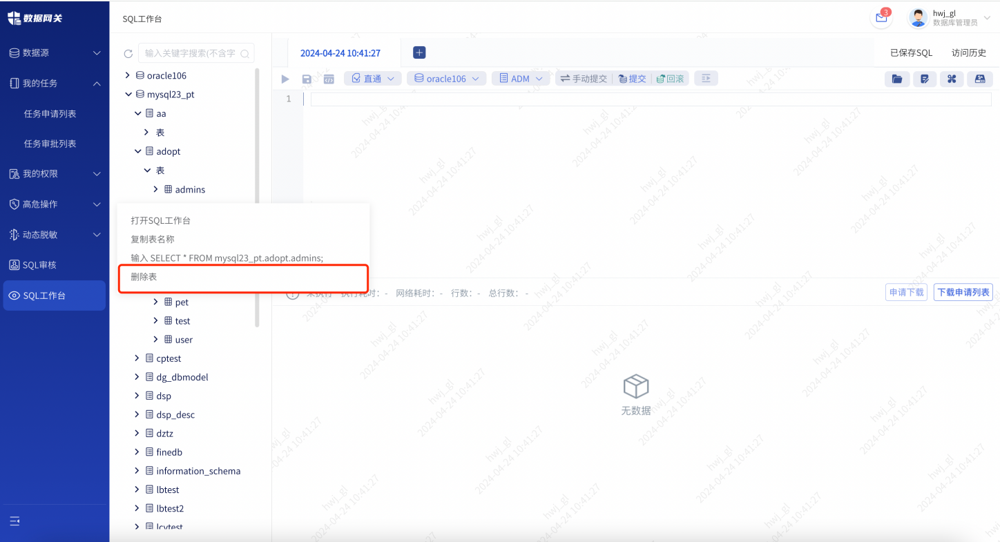 数据网关
数据源
我的任务
任务申请列表
任务审批列表
我的权限
高危操作
动态脱敏
SQL审核
SQL工作台
SQL工作台
3
hwj_gl
数据库管理员
输入关键字搜索(不含字
oracle106
mysql23_pt
aa
表
adopt
表
admins
打开SQL工作台
复制表名称
输入 SELECT * FROM mysql23_pt.adopt.admins;
删除表
pet
test
user
cptest
dg_dbmodel
dsp
dsp_desc
dztz
finedb
information_schema
lbtest
lbtest2
lcytest
2024-04-24 10:41:27
已保存SQL
访问历史
直通
oracle106
ADM
手动提交
提交
回滚
1
未执行 执行耗时：- 网络耗时：- 行数：- 总行数： -
申请下载
下载申请列表
无数据
hwj_gl
2024-04-24 10:41:27